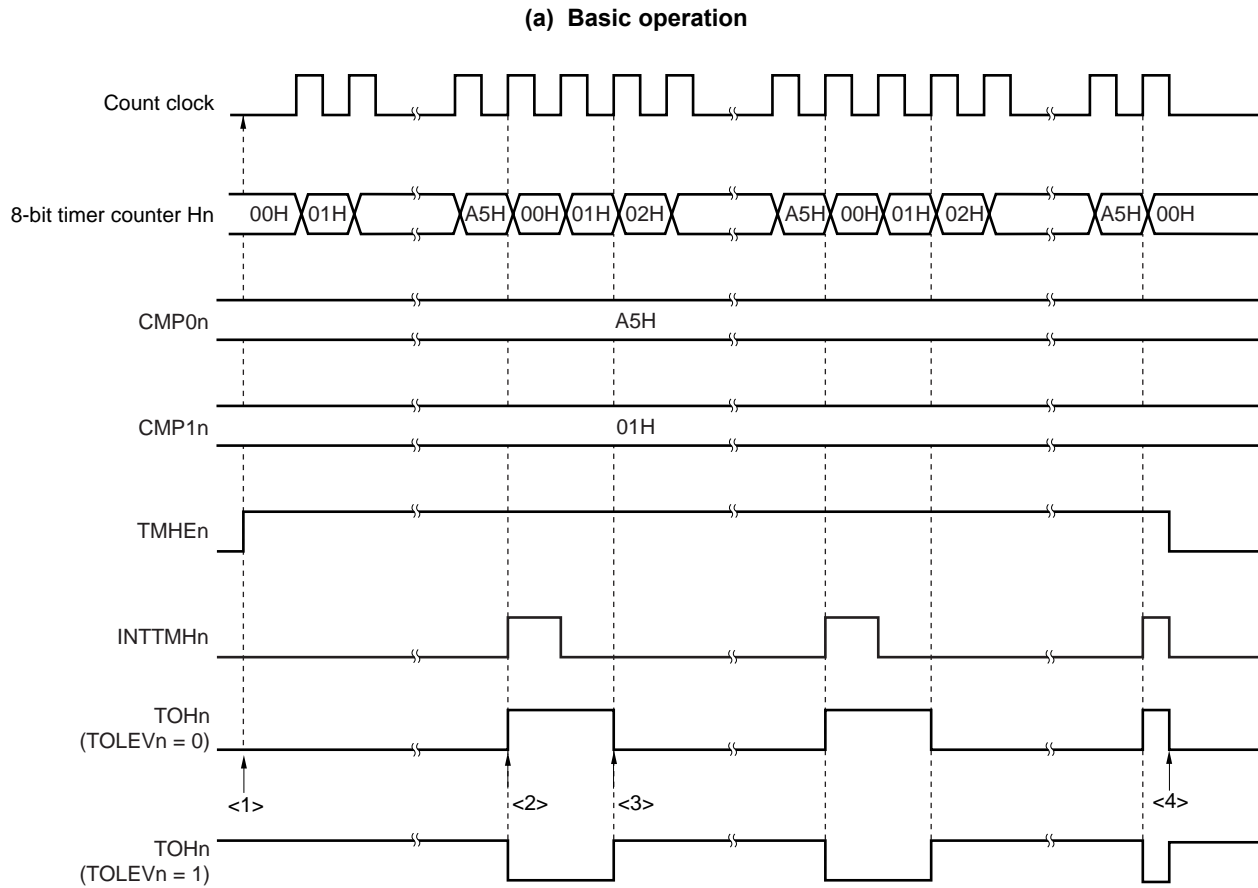 (a) Basic operation
Count clock
8-bit timer counter Hn
00H 01H A5H 00H 01H 02H A5H 00H 01H 02H A5H 00H
CMP0n
A5H
CMP1n
01H
TMHEn
INTTMHn
TOHn
(TOLEVn = 0)
<1> <2> <3> <4>
TOHn
(TOLEVn = 1)